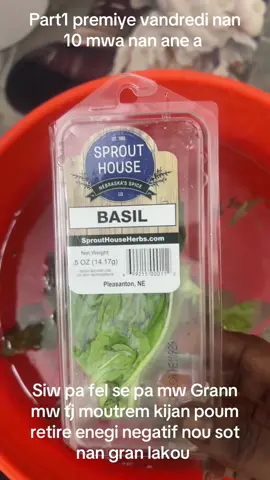 Part1 premiye vandredi nan
10 mwa nan ane a
SPROUT
HOUSE
NEBRASKA'S SPICE
BASIL
SproutHouseHerbs.com
Net Weight
.5 OZ (14.17g)
Pleasanton, NE
Siw pa fel se pa mw Grann
mw tj moutrem kijan poum
retire enegi negatif nou sot
nan gran lakou